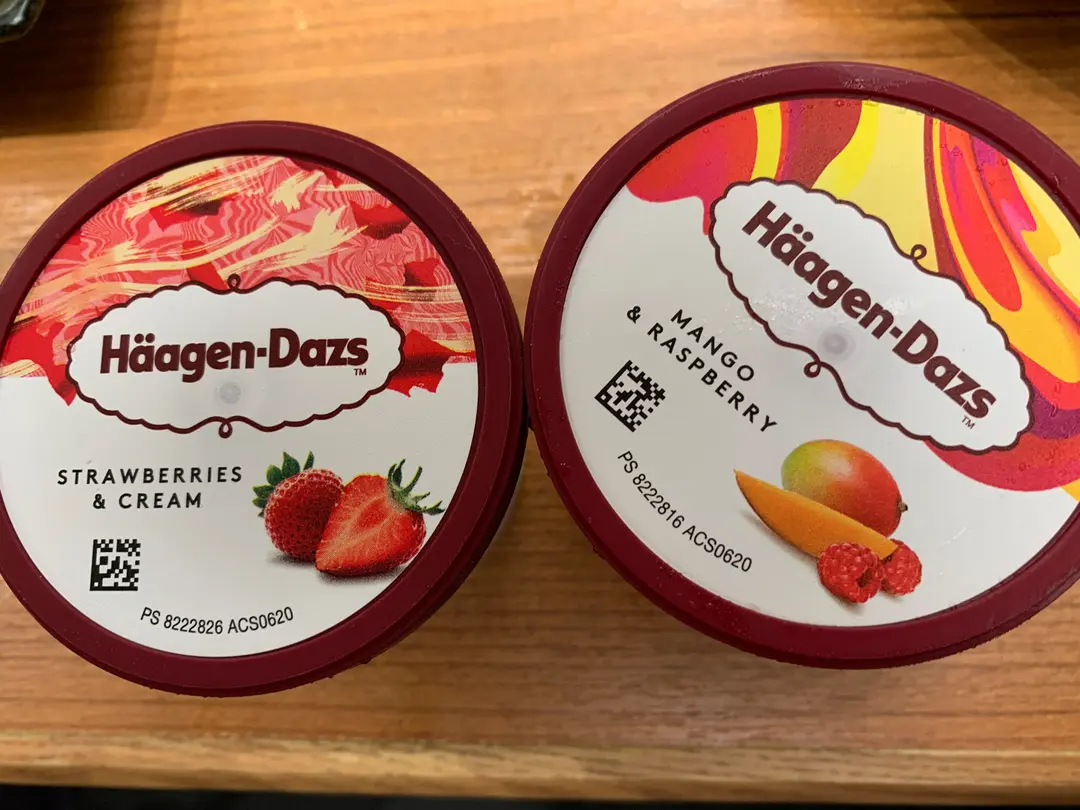 Häagen-Dazs
TM
STRAWBERRIES
& CREAM
PS 8222826 ACS0620
Häagen-Dazs
TM
MANGO
& RASPBERRY
PS 8222816 ACS0620